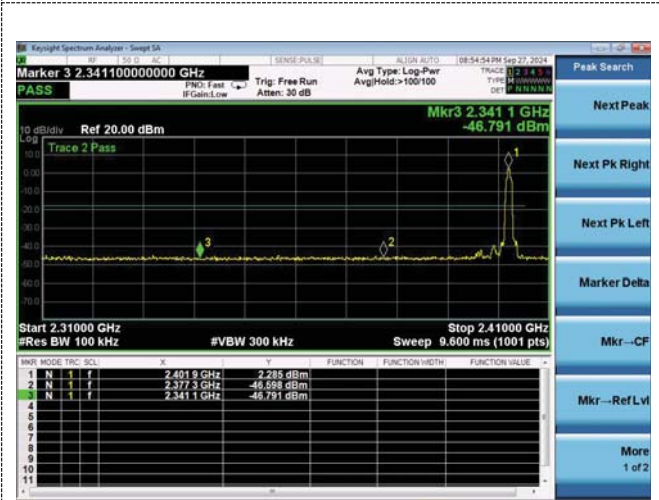 Keysight Spectrum Analyzer - Swept SA
RF 50 Ω AC SENSE:PULSE ALIGN AUTO 08:54:54 PM Sep 27, 2024
Marker 3 2.341100000000 GHz
PASS
PNO: Fast
IFGain:Low
Trig: Free Run
Atten: 30 dB
Avg Type: Log-Pwr
Avg|Hold:>100/100
TRACE 1 2 3 4 5 6
TYPE M
DET P N N N N N
Mkr3 2.341 1 GHz
-46.791 dBm
10 dB/div Ref 20.00 dBm
Log
Trace 2 Pass
10.0
0.00
-10.0
-20.0
-30.0
-40.0
-50.0
-60.0
-70.0
1
2
3
Start 2.31000 GHz Stop 2.41000 GHz
#Res BW 100 kHz #VBW 300 kHz Sweep 9.600 ms (1001 pts)
MKR MODE TRC SCL X Y FUNCTION FUNCTION WIDTH FUNCTION VALUE
1 N 1 f 2.401 9 GHz 2.285 dBm
2 N 1 f 2.377 3 GHz -46.598 dBm
3 N 1 f 2.341 1 GHz -46.791 dBm
4
5
6
7
8
9
10
11
Peak Search
Next Peak
Next Pk Right
Next Pk Left
Marker Delta
Mkr→CF
Mkr→RefLvl
More
1 of 2